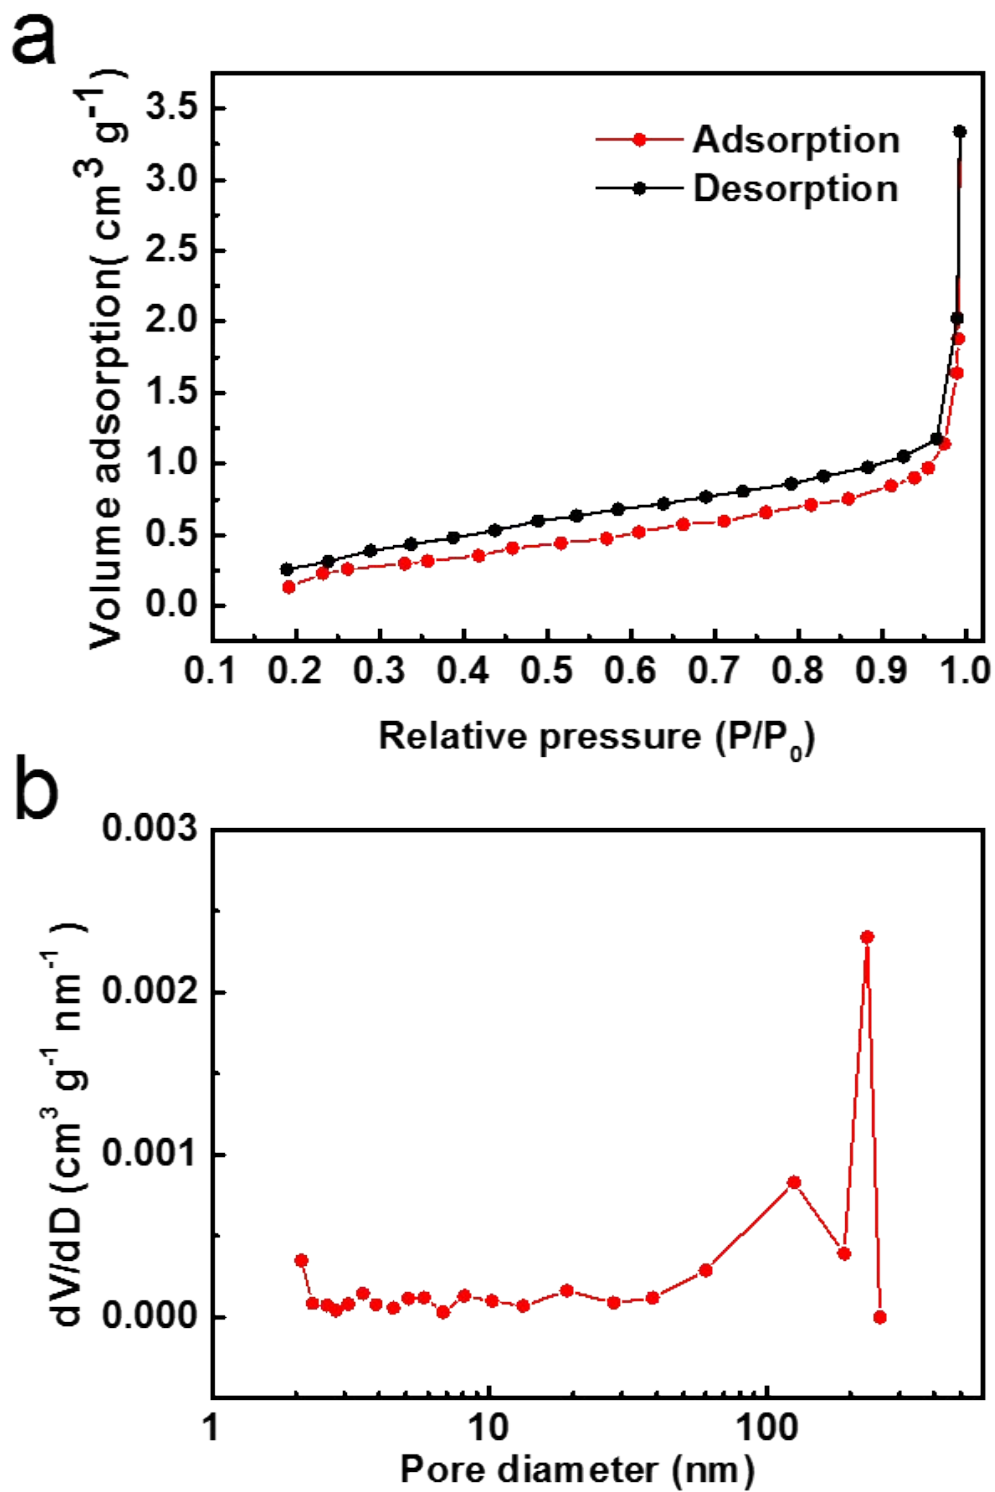 a
Volume adsorption( cm³ g⁻¹)
3.5
3.0
2.5
2.0
1.5
1.0
0.5
0.0
Adsorption
Desorption
0.1 0.2 0.3 0.4 0.5 0.6 0.7 0.8 0.9 1.0
Relative pressure (P/P₀)
b
dV/dD (cm³ g⁻¹ nm⁻¹ )
0.003
0.002
0.001
0.000
1 10 100
Pore diameter (nm)